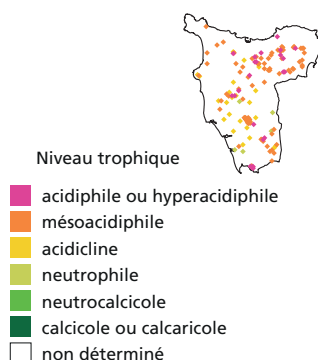 Niveau trophique
acidiphile ou hyperacidiphile
mésoacidiphile
acidicline
neutrophile
neutrocalcicole
calcicole ou calcaricole
non déterminé